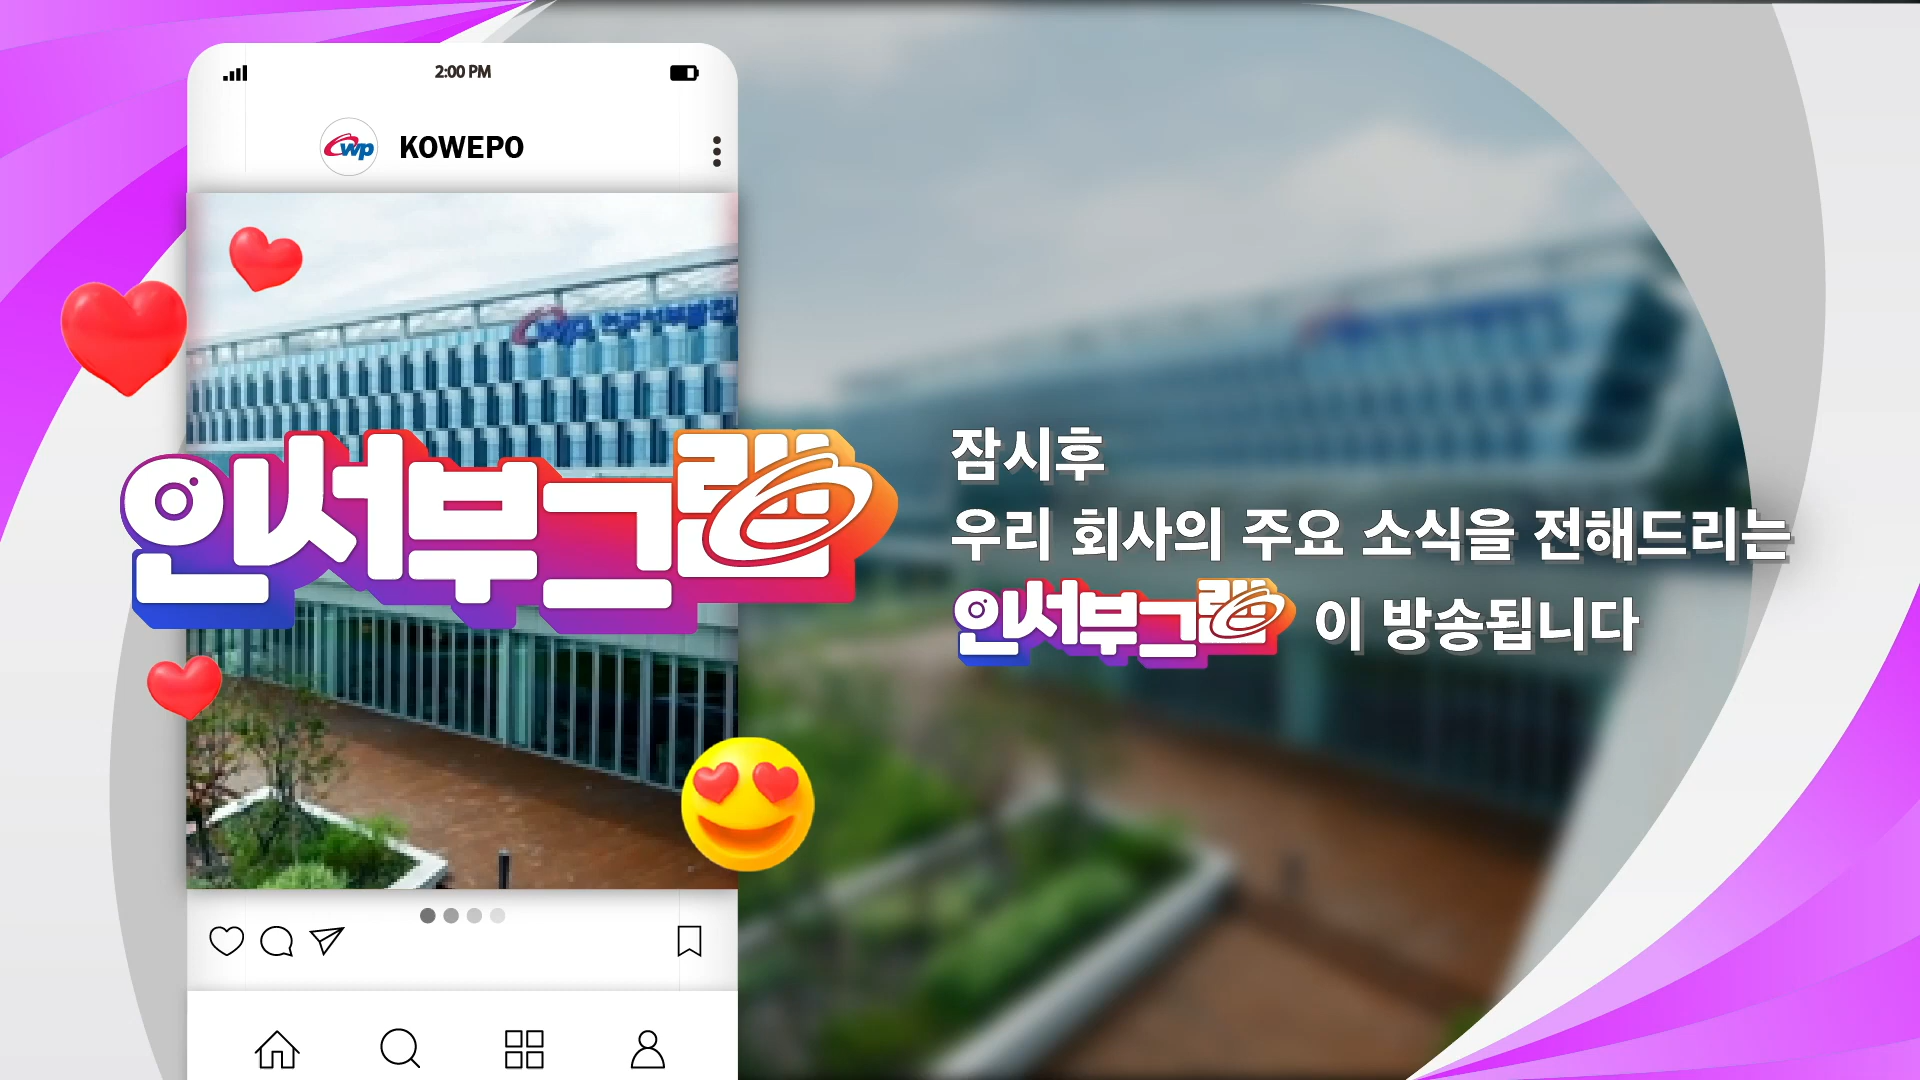 2:00 PM
wp KOWEPO
인서부그램
잠시후
우리 회사의 주요 소식을 전해드리는
인서부그램 이 방송됩니다